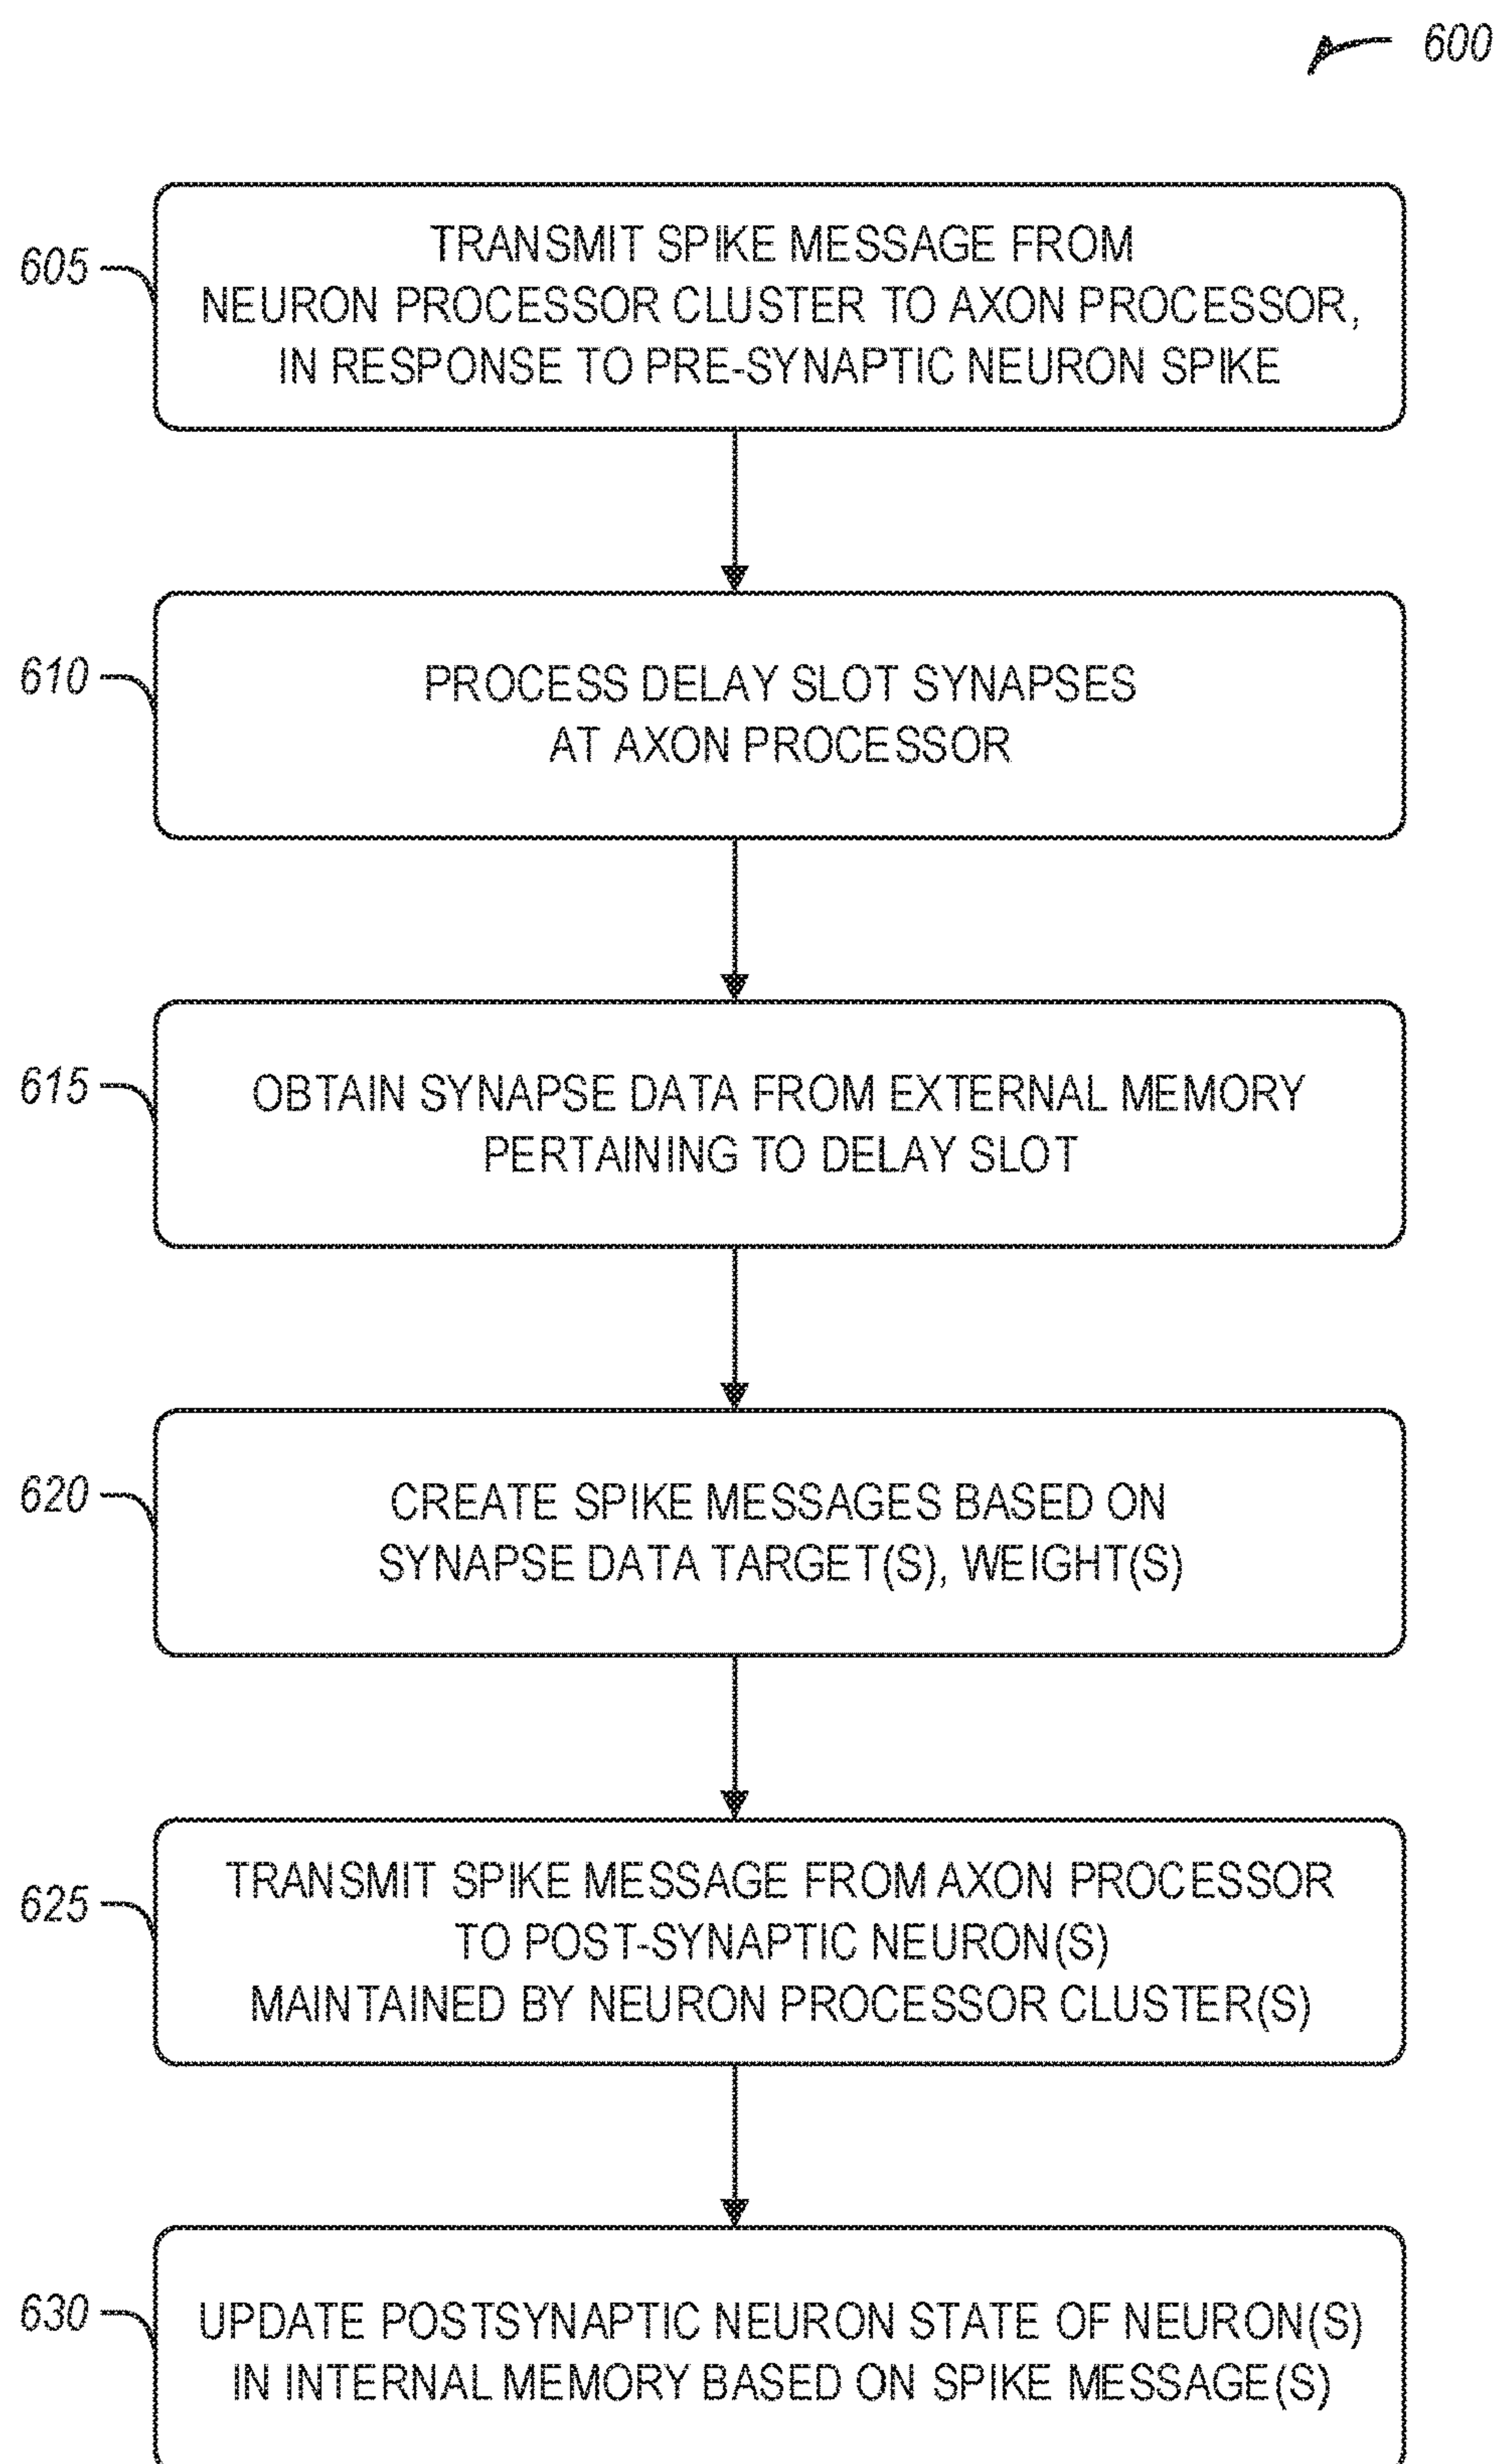 600
605
TRANSMIT SPIKE MESSAGE FROM
NEURON PROCESSOR CLUSTER TO AXON PROCESSOR,
IN RESPONSE TO PRE-SYNAPTIC NEURON SPIKE
610
PROCESS DELAY SLOT SYNAPSES
AT AXON PROCESSOR
615
OBTAIN SYNAPSE DATA FROM EXTERNAL MEMORY
PERTAINING TO DELAY SLOT
620
CREATE SPIKE MESSAGES BASED ON
SYNAPSE DATA TARGET(S), WEIGHT(S)
625
TRANSMIT SPIKE MESSAGE FROM AXON PROCESSOR
TO POST-SYNAPTIC NEURON(S)
MAINTAINED BY NEURON PROCESSOR CLUSTER(S)
630
UPDATE POSTSYNAPTIC NEURON STATE OF NEURON(S)
IN INTERNAL MEMORY BASED ON SPIKE MESSAGE(S)